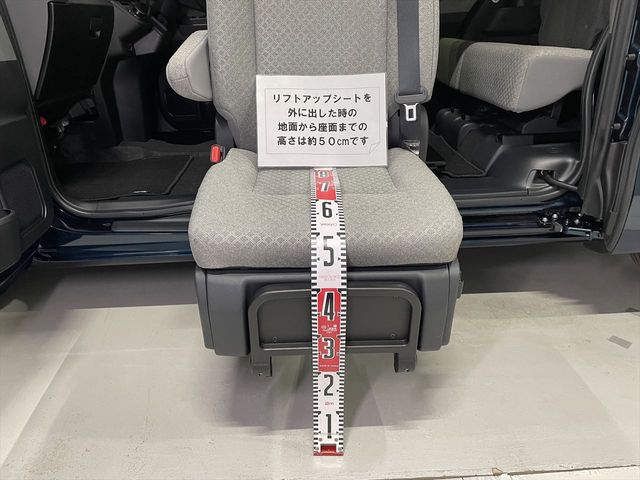 リフトアップシートを
外に出した時の
地面から座面までの
高さは約50cmです
8
7
6
5
4
3
2
1